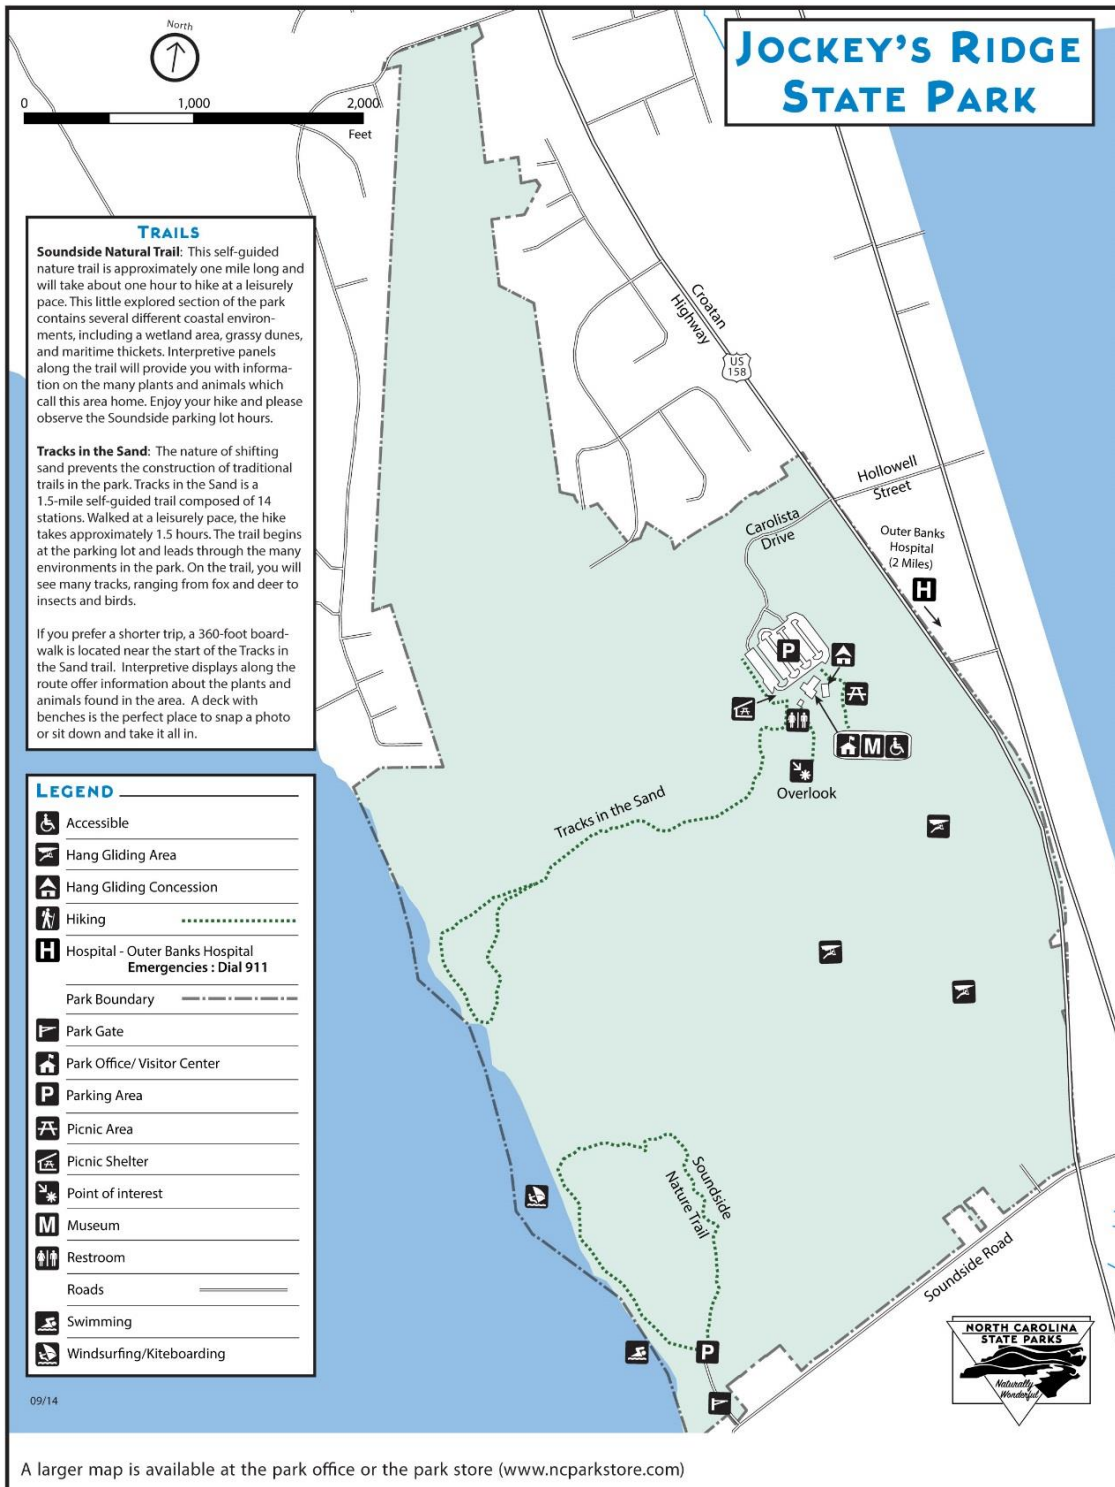 JOCKEY'S RIDGE
STATE PARK
North
0
1,000
2,000
Feet
TRAILS
Soundside Natural Trail: This self-guided
nature trail is approximately one mile long and
will take about one hour to hike at a leisurely
pace. This little explored section of the park
contains several different coastal environ-
ments, including a wetland area, grassy dunes,
and maritime thickets. Interpretive panels
along the trail will provide you with informa-
tion on the many plants and animals which
call this area home. Enjoy your hike and please
observe the Soundside parking lot hours.
Tracks in the Sand: The nature of shifting
sand prevents the construction of traditional
trails in the park. Tracks in the Sand is a
1.5-mile self-guided trail composed of 14
stations. Walked at a leisurely pace, the hike
takes approximately 1.5 hours. The trail begins
at the parking lot and leads through the many
environments in the park. On the trail, you will
see many tracks, ranging from fox and deer to
insects and birds.
If you prefer a shorter trip, a 360-foot board-
walk is located near the start of the Tracks in
the Sand trail. Interpretive displays along the
route offer information about the plants and
animals found in the area. A deck with
benches is the perfect place to snap a photo
or sit down and take it all in.
Croatan
Highway
US
158
Hollowell
Street
Carolista
Drive
Outer Banks
Hospital
(2 Miles)
H
P
M
Overlook
Tracks in the Sand
Soundside
Nature Trail
P
Soundside Road
LEGEND
Accessible
Hang Gliding Area
Hang Gliding Concession
Hiking
H Hospital - Outer Banks Hospital
Emergencies : Dial 911
Park Boundary
Park Gate
Park Office/ Visitor Center
P Parking Area
Picnic Area
Picnic Shelter
Point of interest
M Museum
Restroom
Roads
Swimming
Windsurfing/Kiteboarding
09/14
NORTH CAROLINA
STATE PARKS
Naturally
Wonderful
A larger map is available at the park office or the park store (www.ncparkstore.com)